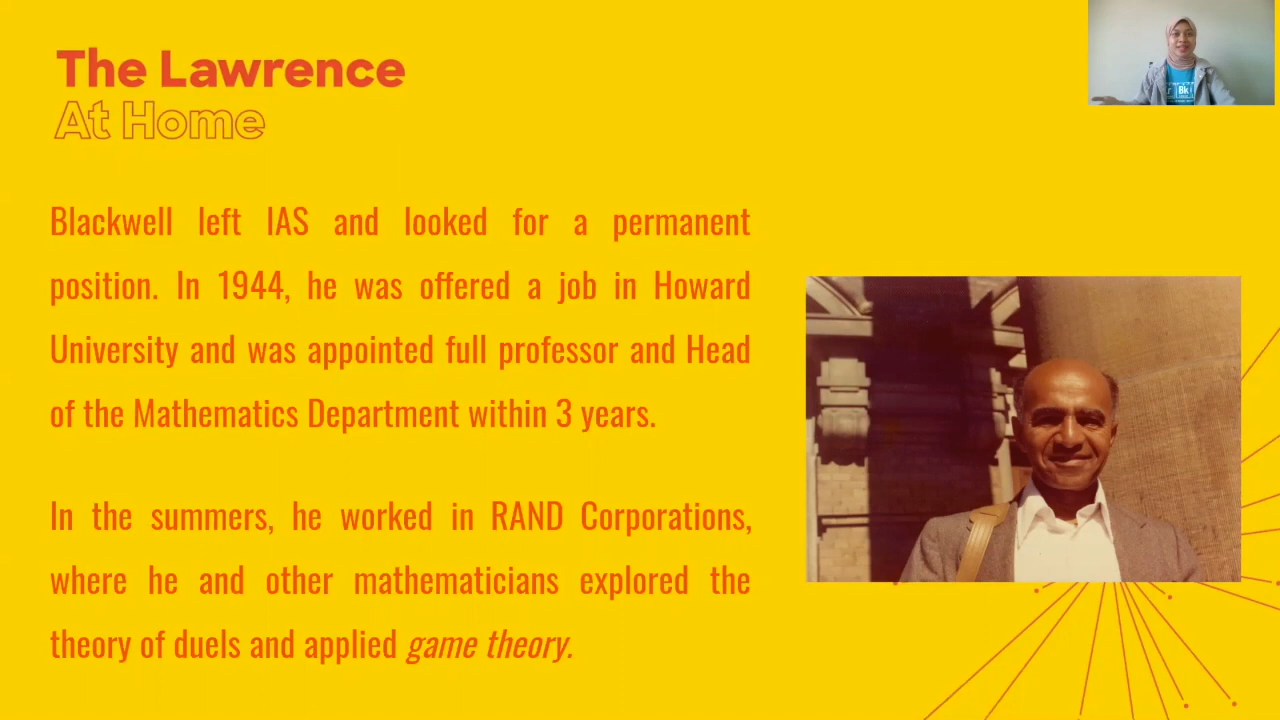 The Lawrence
At Home
Blackwell left IAS and looked for a permanent
position. In 1944, he was offered a job in Howard
University and was appointed full professor and Head
of the Mathematics Department within 3 years.
In the summers, he worked in RAND Corporations,
where he and other mathematicians explored the
theory of duels and applied game theory.
Bk